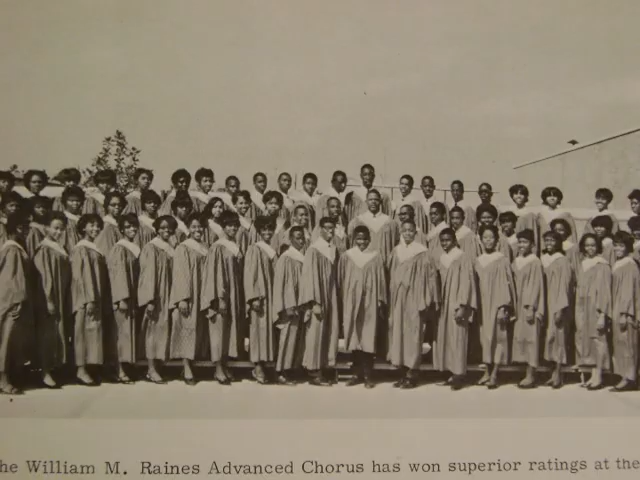 he William M. Raines Advanced Chorus has won superior ratings at the